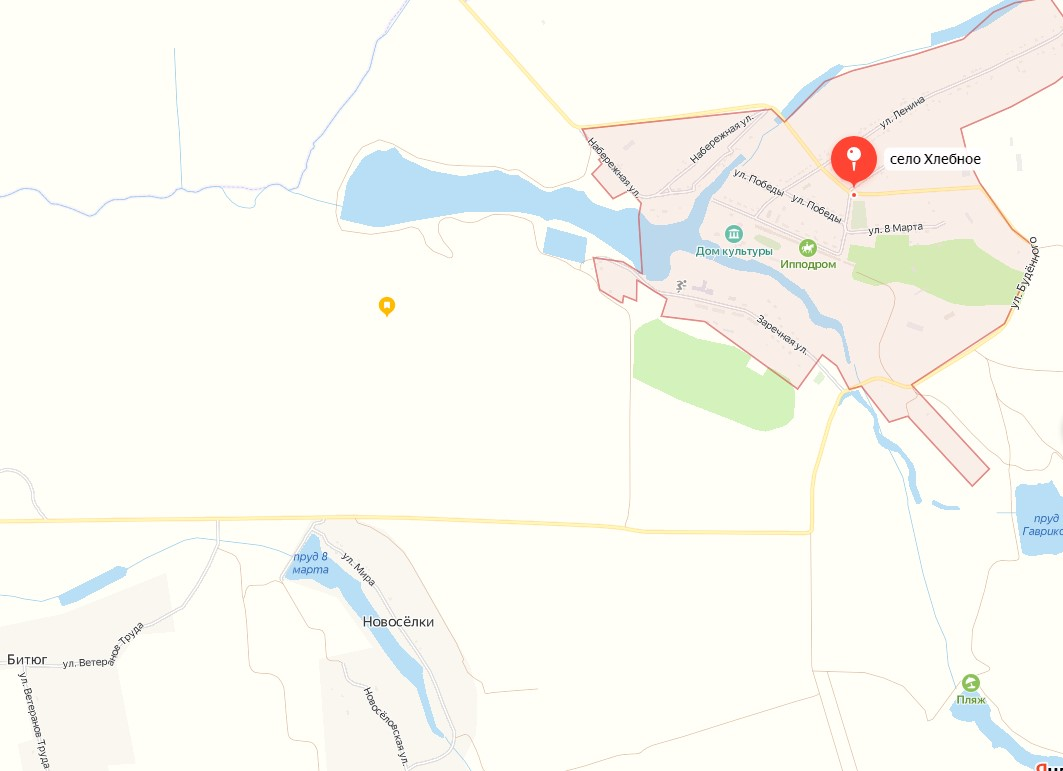 ул. Ленина
Набережная ул.
Набережная ул.
село Хлебное
ул. Победы
ул. Победы
ул. 8 Марта
Дом культуры
Ипподром
ул. Будённого
Заречная ул.
пруд
Гаврико
пруд 8
марта
ул. Мира
Новосёлки
Битюг
ул. Ветеранов Труда
ул. Ветеранов Труда
Новосёловская ул.
Пляж